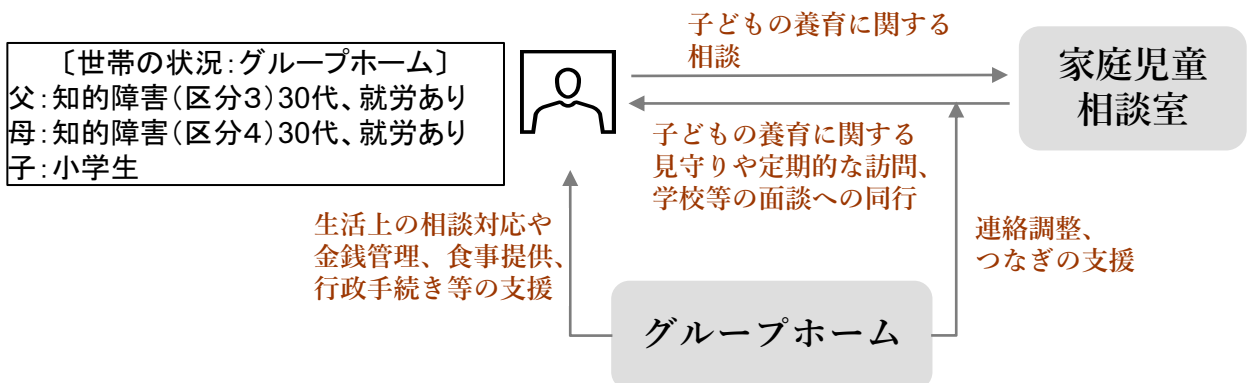 〔世帯の状況:グループホーム〕
父:知的障害(区分3)30代、就労あり
母:知的障害(区分4)30代、就労あり
子:小学生
子どもの養育に関する
相談
家庭児童
相談室
子どもの養育に関する
見守りや定期的な訪問、
学校等の面談への同行
生活上の相談対応や
金銭管理、食事提供、
行政手続き等の支援
連絡調整、
つなぎの支援
グループホーム